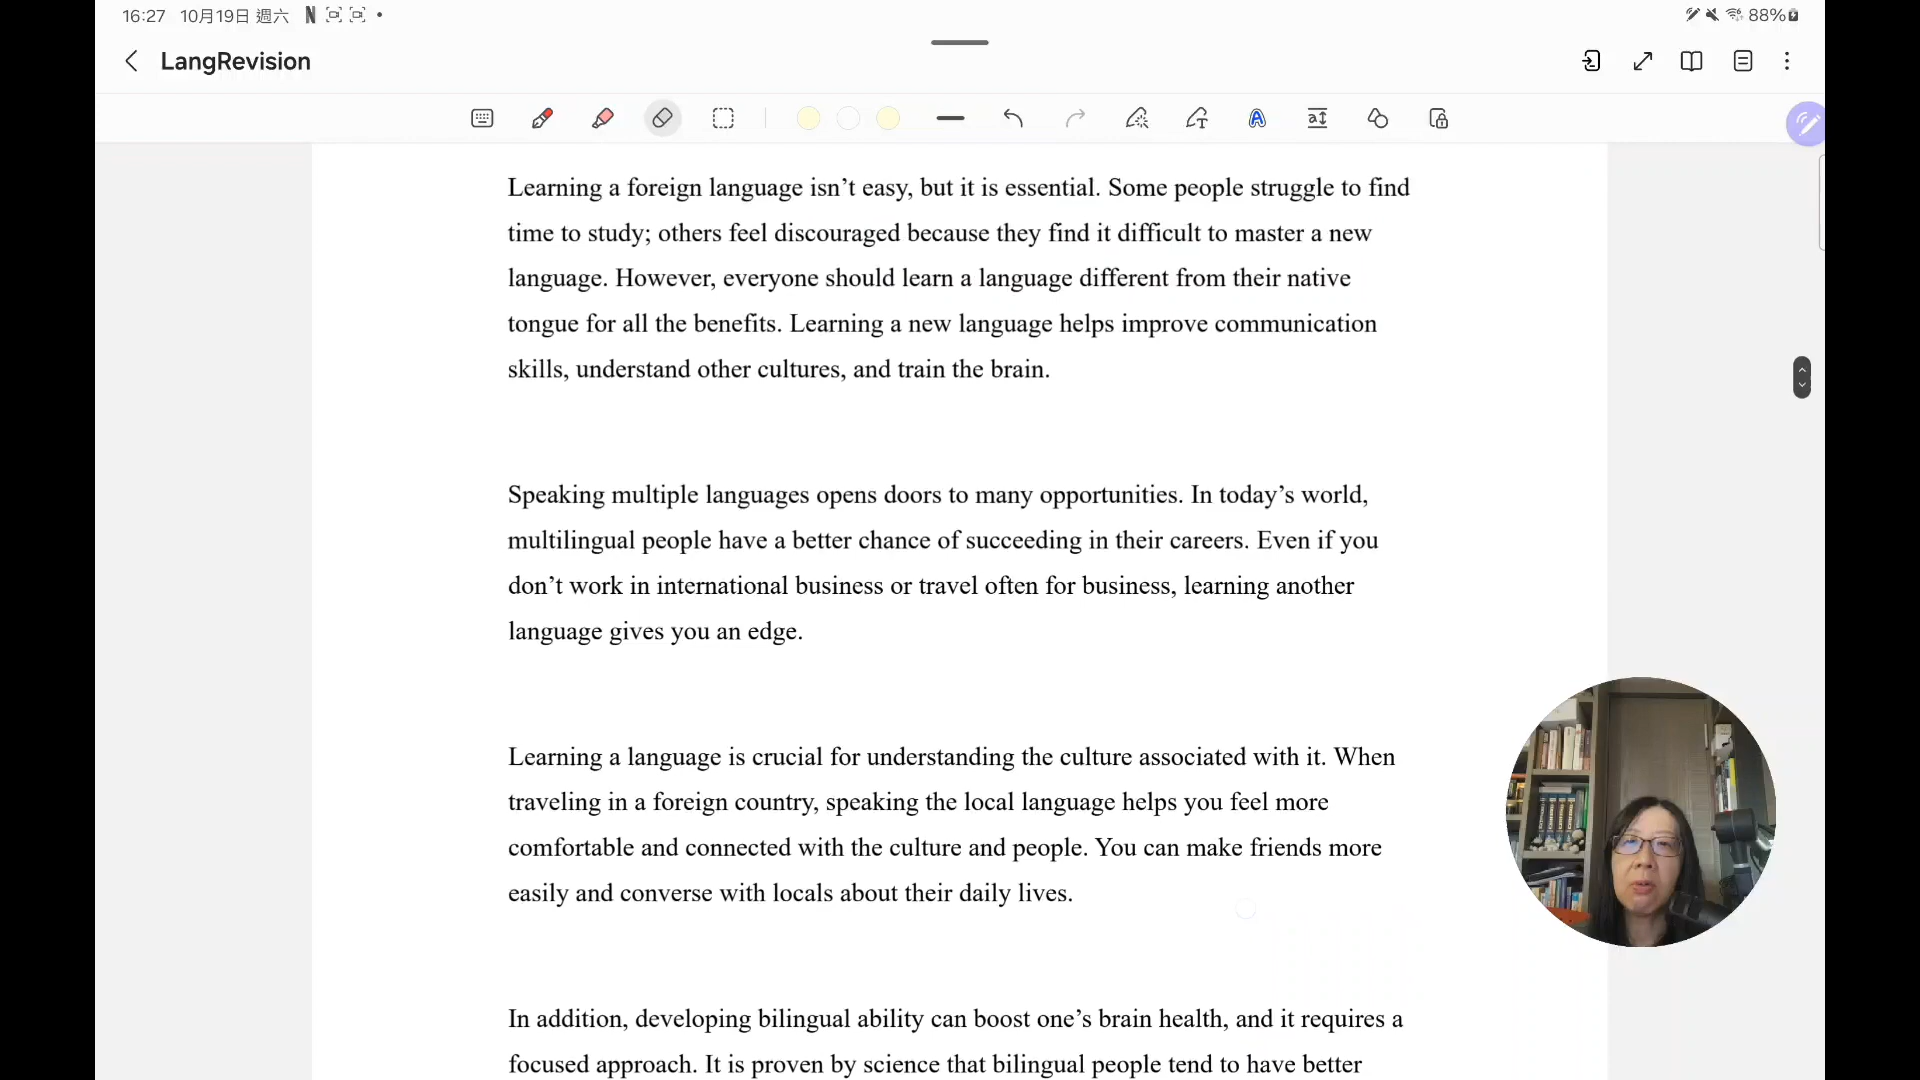 16:27 10月19日 週六 88%
LangRevision
Learning a foreign language isn’t easy, but it is essential. Some people struggle to find
time to study; others feel discouraged because they find it difficult to master a new
language. However, everyone should learn a language different from their native
tongue for all the benefits. Learning a new language helps improve communication
skills, understand other cultures, and train the brain.
Speaking multiple languages opens doors to many opportunities. In today’s world,
multilingual people have a better chance of succeeding in their careers. Even if you
don’t work in international business or travel often for business, learning another
language gives you an edge.
Learning a language is crucial for understanding the culture associated with it. When
traveling in a foreign country, speaking the local language helps you feel more
comfortable and connected with the culture and people. You can make friends more
easily and converse with locals about their daily lives.
In addition, developing bilingual ability can boost one’s brain health, and it requires a
focused approach. It is proven by science that bilingual people tend to have better